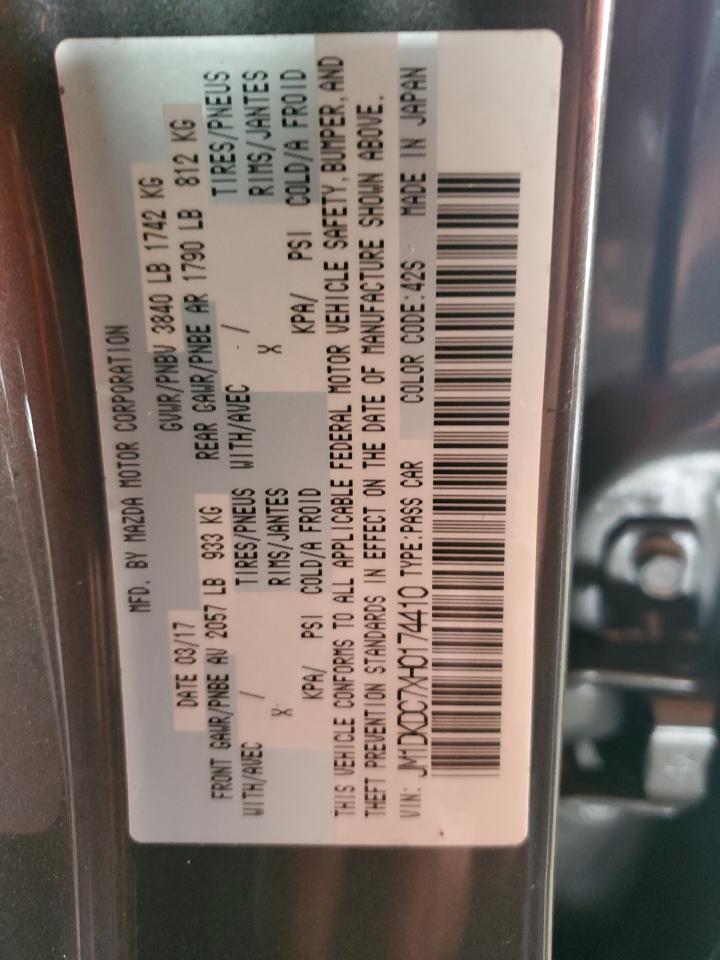 MFD. BY MAZDA MOTOR CORPORATION
DATE 03/17 GVWR/PNBV 3840 LB 1742 KG
FRONT GAWR/PNBE AV 2057 LB 933 KG REAR GAWR/PNBE AR 1790 LB 812 KG
WITH/AVEC / TIRES/PNEUS WITH/AVEC / TIRES/PNEUS
X RIMS/JANTES X RIMS/JANTES
KPA/ PSI COLD/A FROID KPA/ PSI COLD/A FROID
THIS VEHICLE CONFORMS TO ALL APPLICABLE FEDERAL MOTOR VEHICLE SAFETY, BUMPER, AND
THEFT PREVENTION STANDARDS IN EFFECT ON THE DATE OF MANUFACTURE SHOWN ABOVE.
VIN: JM1DKDC7XH0174410 TYPE:PASS CAR COLOR CODE:42S MADE IN JAPAN